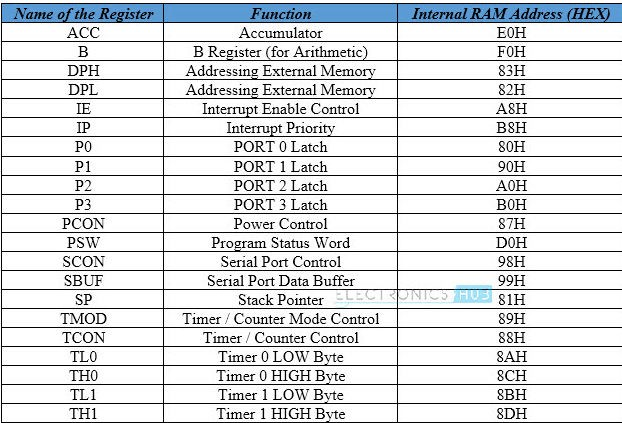 Name of the Register Function Internal RAM Address (HEX)
ACC Accumulator E0H
B B Register (for Arithmetic) F0H
DPH Addressing External Memory 83H
DPL Addressing External Memory 82H
IE Interrupt Enable Control A8H
IP Interrupt Priority B8H
P0 PORT 0 Latch 80H
P1 PORT 1 Latch 90H
P2 PORT 2 Latch A0H
P3 PORT 3 Latch B0H
PCON Power Control 87H
PSW Program Status Word D0H
SCON Serial Port Control 98H
SBUF Serial Port Data Buffer 99H
ELECTRONICS HUB
SP Stack Pointer 81H
TMOD Timer / Counter Mode Control 89H
TCON Timer / Counter Control 88H
TL0 Timer 0 LOW Byte 8AH
TH0 Timer 0 HIGH Byte 8CH
TL1 Timer 1 LOW Byte 8BH
TH1 Timer 1 HIGH Byte 8DH